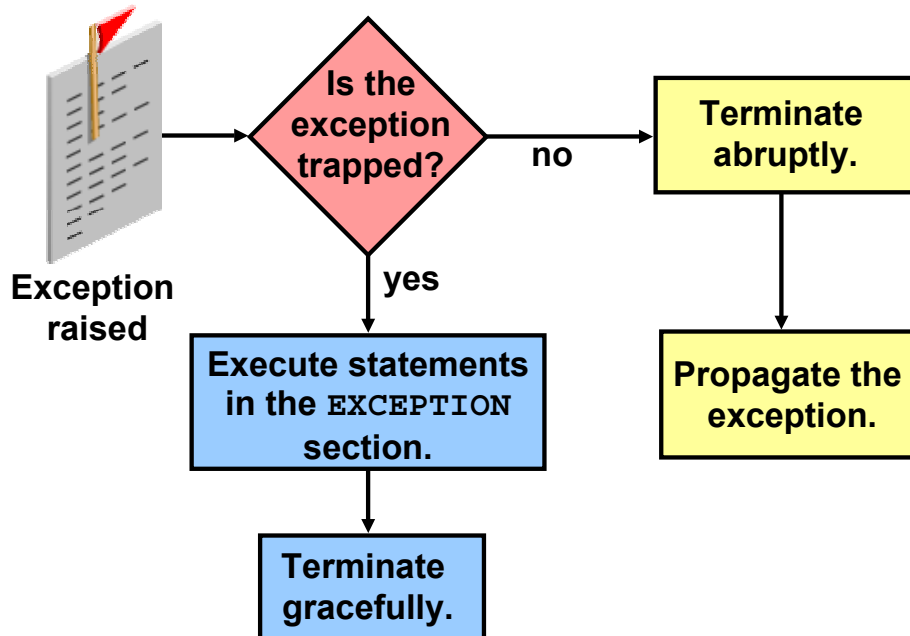 Exception
raised
Is the
exception
trapped?
no
Terminate
abruptly.
Propagate the
exception.
yes
Execute statements
in the EXCEPTION
section.
Terminate
gracefully.